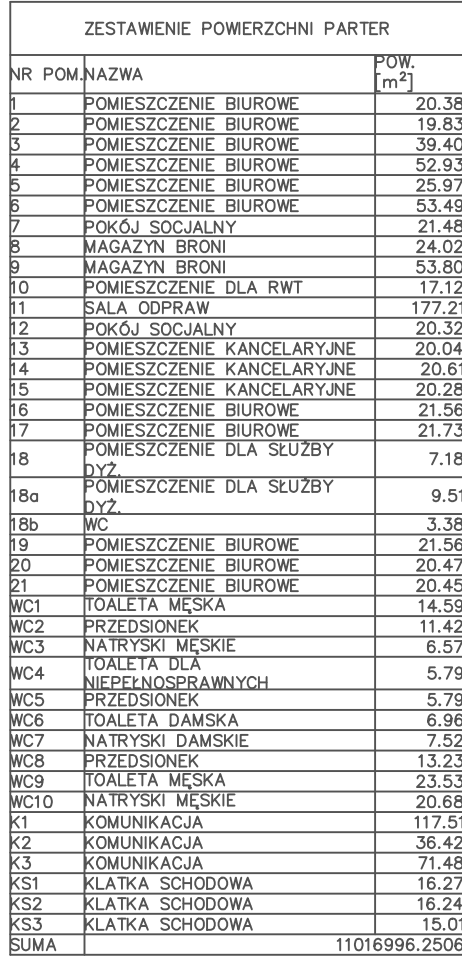 ZESTAWIENIE POWIERZCHNI PARTER
NR POM. NAZWA POW. [m²]
1 POMIESZCZENIE BIUROWE 20.38
2 POMIESZCZENIE BIUROWE 19.83
3 POMIESZCZENIE BIUROWE 39.40
4 POMIESZCZENIE BIUROWE 52.93
5 POMIESZCZENIE BIUROWE 25.97
6 POMIESZCZENIE BIUROWE 53.49
7 POKÓJ SOCJALNY 21.48
8 MAGAZYN BRONI 24.02
9 MAGAZYN BRONI 53.80
10 POMIESZCZENIE DLA RWT 17.12
11 SALA ODPRAW 177.21
12 POKÓJ SOCJALNY 20.32
13 POMIESZCZENIE KANCELARYJNE 20.04
14 POMIESZCZENIE KANCELARYJNE 20.61
15 POMIESZCZENIE KANCELARYJNE 20.28
16 POMIESZCZENIE BIUROWE 21.56
17 POMIESZCZENIE BIUROWE 21.73
18 POMIESZCZENIE DLA SŁUŻBY DYŻ. 7.18
18a POMIESZCZENIE DLA SŁUŻBY DYŻ. 9.51
18b WC 3.38
19 POMIESZCZENIE BIUROWE 21.56
20 POMIESZCZENIE BIUROWE 20.47
21 POMIESZCZENIE BIUROWE 20.45
WC1 TOALETA MĘSKA 14.59
WC2 PRZEDSIONEK 11.42
WC3 NATRYSKI MĘSKIE 6.57
WC4 TOALETA DLA NIEPEŁNOSPRAWNYCH 5.79
WC5 PRZEDSIONEK 5.79
WC6 TOALETA DAMSKA 6.96
WC7 NATRYSKI DAMSKIE 7.52
WC8 PRZEDSIONEK 13.23
WC9 TOALETA MĘSKA 23.53
WC10 NATRYSKI MĘSKIE 20.68
K1 KOMUNIKACJA 117.51
K2 KOMUNIKACJA 36.42
K3 KOMUNIKACJA 71.48
KS1 KLATKA SCHODOWA 16.27
KS2 KLATKA SCHODOWA 16.24
KS3 KLATKA SCHODOWA 15.01
SUMA 11016996.2506